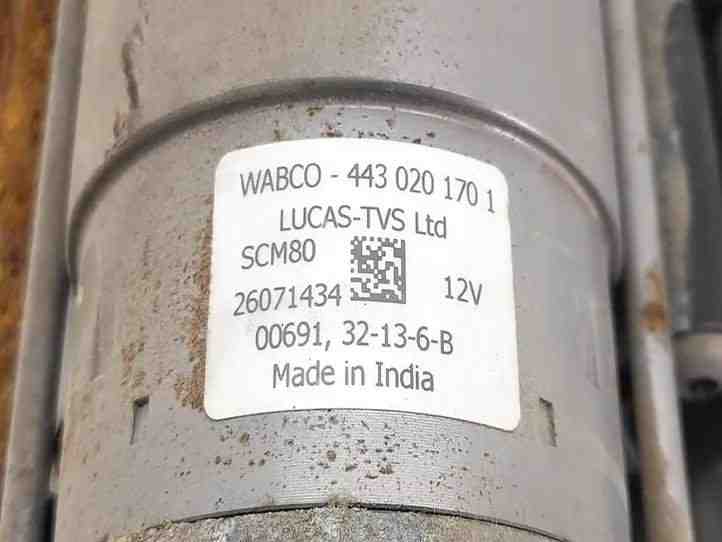 WABCO - 443 020 170 1
LUCAS-TVS Ltd
SCM80
26071434
12V
00691, 32-13-6-B
Made in India